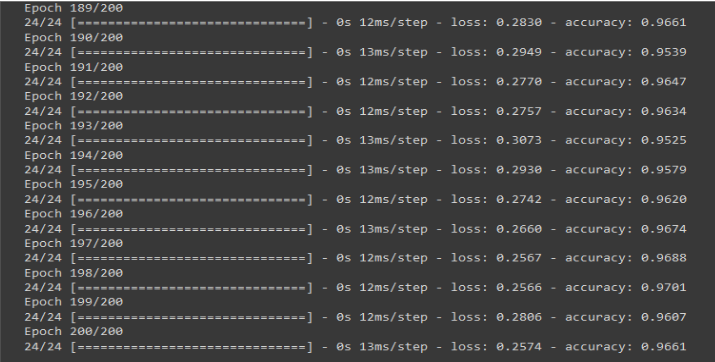 Epoch 189/200
24/24 [==============================] - 0s 12ms/step - loss: 0.2830 - accuracy: 0.9661
Epoch 190/200
24/24 [==============================] - 0s 13ms/step - loss: 0.2949 - accuracy: 0.9539
Epoch 191/200
24/24 [==============================] - 0s 12ms/step - loss: 0.2770 - accuracy: 0.9647
Epoch 192/200
24/24 [==============================] - 0s 12ms/step - loss: 0.2757 - accuracy: 0.9634
Epoch 193/200
24/24 [==============================] - 0s 13ms/step - loss: 0.3073 - accuracy: 0.9525
Epoch 194/200
24/24 [==============================] - 0s 13ms/step - loss: 0.2930 - accuracy: 0.9579
Epoch 195/200
24/24 [==============================] - 0s 12ms/step - loss: 0.2742 - accuracy: 0.9620
Epoch 196/200
24/24 [==============================] - 0s 13ms/step - loss: 0.2660 - accuracy: 0.9674
Epoch 197/200
24/24 [==============================] - 0s 12ms/step - loss: 0.2567 - accuracy: 0.9688
Epoch 198/200
24/24 [==============================] - 0s 12ms/step - loss: 0.2566 - accuracy: 0.9701
Epoch 199/200
24/24 [==============================] - 0s 12ms/step - loss: 0.2806 - accuracy: 0.9607
Epoch 200/200
24/24 [==============================] - 0s 13ms/step - loss: 0.2574 - accuracy: 0.9661